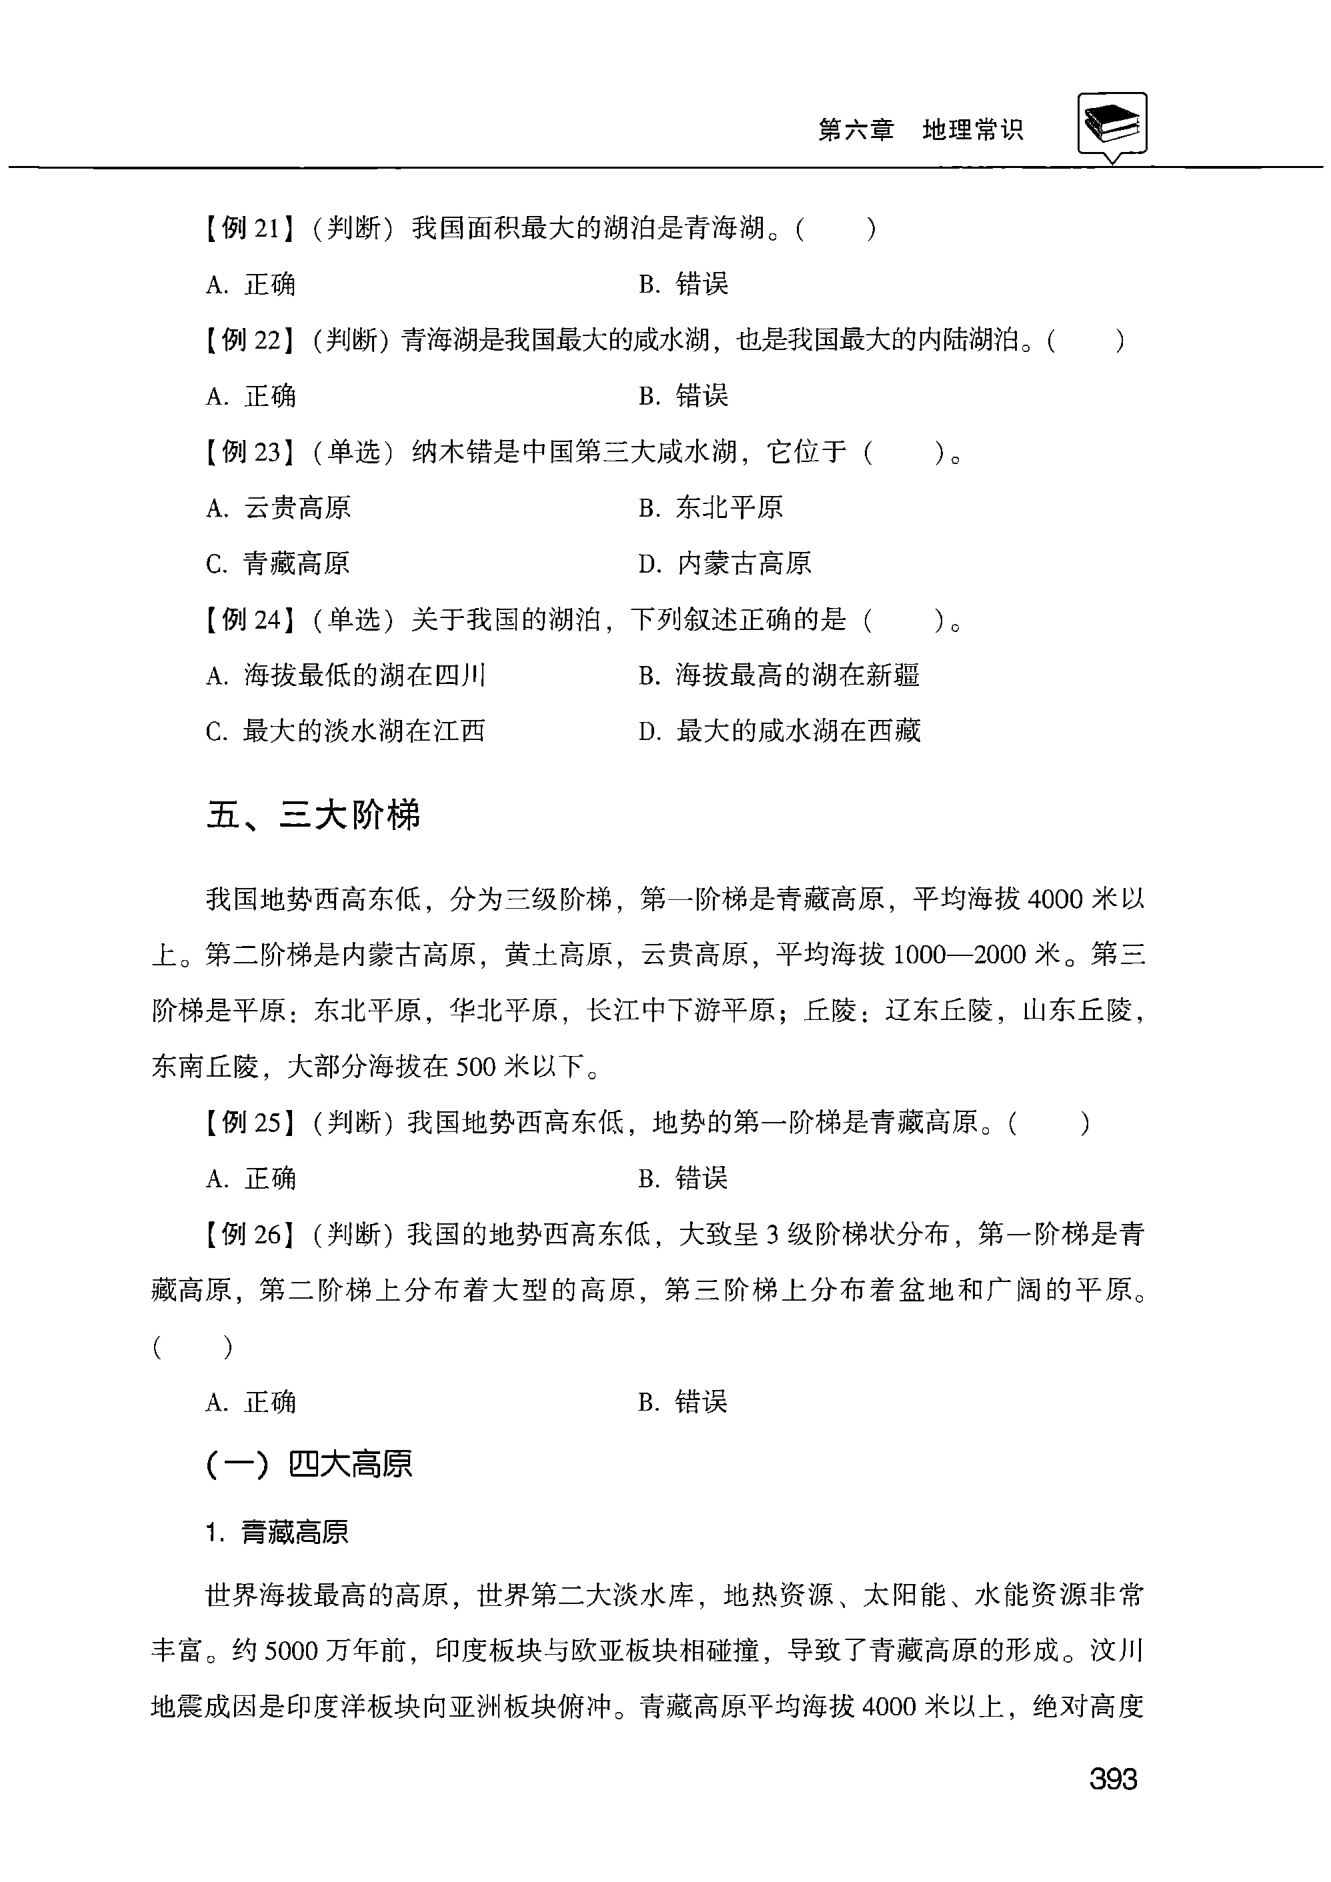 第六章 地理常识
【例 21】(判断) 我国面积最大的湖泊是青海湖。(　　)
A. 正确 B. 错误
【例 22】(判断) 青海湖是我国最大的咸水湖，也是我国最大的内陆湖泊。(　　)
A. 正确 B. 错误
【例 23】(单选) 纳木错是中国第三大咸水湖，它位于 (　　)。
A. 云贵高原 B. 东北平原
C. 青藏高原 D. 内蒙古高原
【例 24】(单选) 关于我国的湖泊，下列叙述正确的是 (　　)。
A. 海拔最低的湖在四川 B. 海拔最高的湖在新疆
C. 最大的淡水湖在江西 D. 最大的咸水湖在西藏
五、三大阶梯
我国地势西高东低，分为三级阶梯，第一阶梯是青藏高原，平均海拔 4000 米以
上。第二阶梯是内蒙古高原，黄土高原，云贵高原，平均海拔 1000—2000 米。第三
阶梯是平原：东北平原，华北平原，长江中下游平原；丘陵：辽东丘陵，山东丘陵，
东南丘陵，大部分海拔在 500 米以下。
【例 25】(判断) 我国地势西高东低，地势的第一阶梯是青藏高原。(　　)
A. 正确 B. 错误
【例 26】(判断) 我国的地势西高东低，大致呈 3 级阶梯状分布，第一阶梯是青
藏高原，第二阶梯上分布着大型的高原，第三阶梯上分布着盆地和广阔的平原。
(　　)
A. 正确 B. 错误
(一) 四大高原
1. 青藏高原
世界海拔最高的高原，世界第二大淡水库，地热资源、太阳能、水能资源非常
丰富。约 5000 万年前，印度板块与欧亚板块相碰撞，导致了青藏高原的形成。汶川
地震成因是印度洋板块向亚洲板块俯冲。青藏高原平均海拔 4000 米以上，绝对高度
393